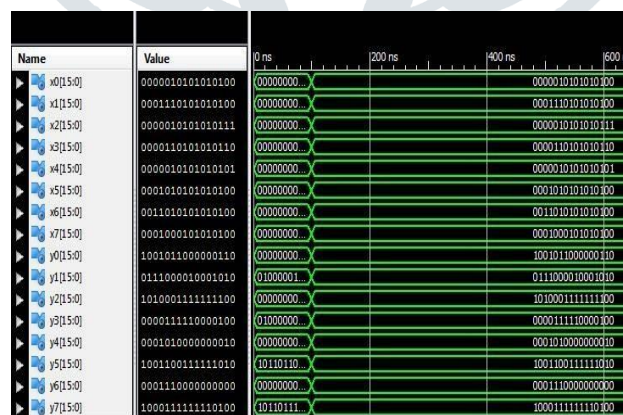 Name Value 0 ns 200 ns 400 ns 600
x0[15:0] 0000010101010100 00000000... 0000010101010100
x1[15:0] 0001110101010100 00000000... 0001110101010100
x2[15:0] 0000010101010111 00000000... 0000010101010111
x3[15:0] 0000110101010110 00000000... 0000110101010110
x4[15:0] 0000010101010101 00000000... 0000010101010101
x5[15:0] 0001010101010100 00000000... 0001010101010100
x6[15:0] 0011010101010100 00000000... 0011010101010100
x7[15:0] 0001000101010100 00000000... 0001000101010100
y0[15:0] 1001011000000110 00000000... 1001011000000110
y1[15:0] 0111000010001010 01000001... 0111000010001010
y2[15:0] 1010001111111100 00000000... 1010001111111100
y3[15:0] 0000111110000100 01000000... 0000111110000100
y4[15:0] 0001010000000010 00000000... 0001010000000010
y5[15:0] 1001100111111010 10110110... 1001100111111010
y6[15:0] 0001110000000000 00000000... 0001110000000000
y7[15:0] 1000111111110100 10110111... 1000111111110100